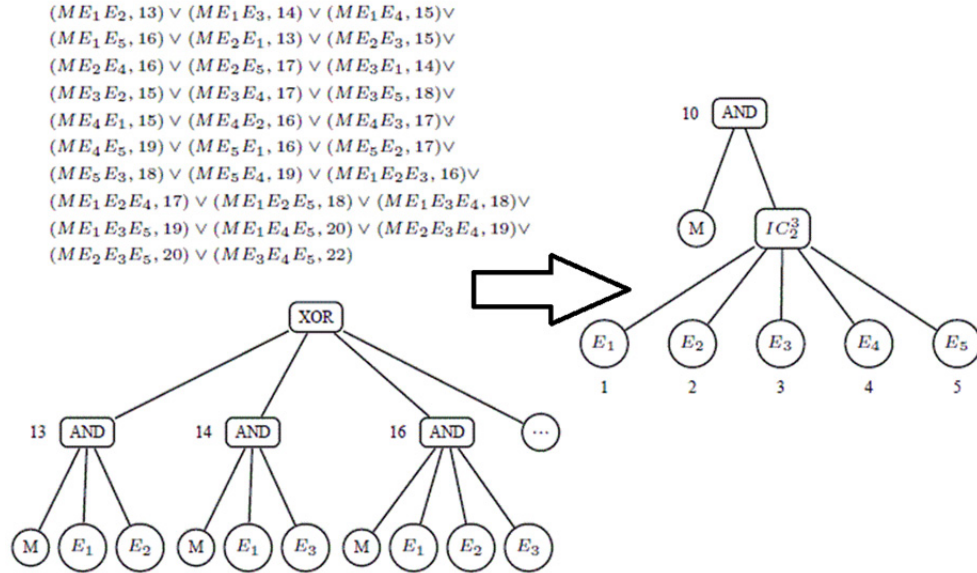 (ME₁E₂, 13) ∨ (ME₁E₃, 14) ∨ (ME₁E₄, 15)∨
(ME₁E₅, 16) ∨ (ME₂E₁, 13) ∨ (ME₂E₃, 15)∨
(ME₂E₄, 16) ∨ (ME₂E₅, 17) ∨ (ME₃E₁, 14)∨
(ME₃E₂, 15) ∨ (ME₃E₄, 17) ∨ (ME₃E₅, 18)∨
(ME₄E₁, 15) ∨ (ME₄E₂, 16) ∨ (ME₄E₃, 17)∨
(ME₄E₅, 19) ∨ (ME₅E₁, 16) ∨ (ME₅E₂, 17)∨
(ME₅E₃, 18) ∨ (ME₅E₄, 19) ∨ (ME₁E₂E₃, 16)∨
(ME₁E₂E₄, 17) ∨ (ME₁E₂E₅, 18) ∨ (ME₁E₃E₄, 18)∨
(ME₁E₃E₅, 19) ∨ (ME₁E₄E₅, 20) ∨ (ME₂E₃E₄, 19)∨
(ME₂E₃E₅, 20) ∨ (ME₃E₄E₅, 22)
XOR
13 AND 14 AND 16 AND ...
M E₁ E₂ M E₁ E₃ M E₁ E₂ E₃
10 AND
M IC₂³
E₁ E₂ E₃ E₄ E₅
1 2 3 4 5